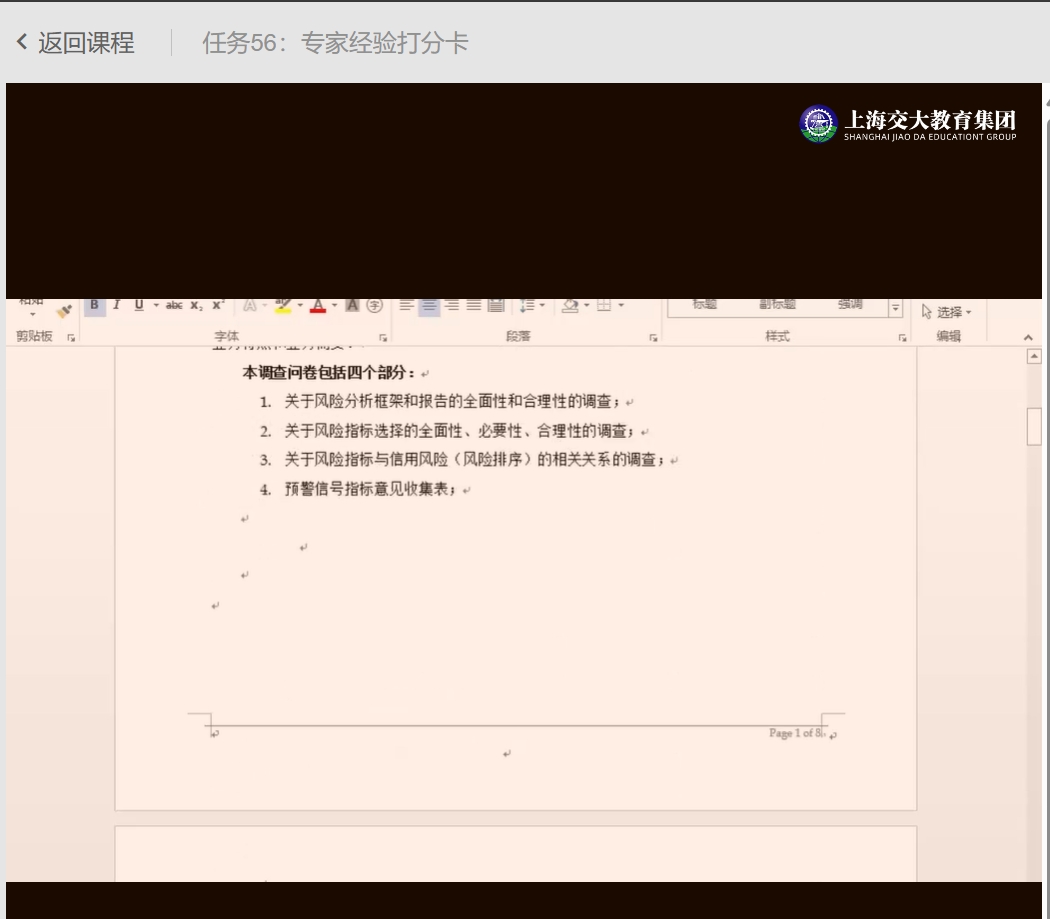 返回课程
任务56：专家经验打分卡
上海交大教育集团
SHANGHAI JIAO DA EDUCATIONT GROUP
粘贴
B I U abc X, X
A A A 字
标题 副标题 强调
选择
剪贴板 字体 段落 样式 编辑
本调查问卷包括四个部分：
1. 关于风险分析框架和报告的全面性和合理性的调查；
2. 关于风险指标选择的全面性、必要性、合理性的调查；
3. 关于风险指标与信用风险（风险排序）的相关关系的调查；
4. 预警信号指标意见收集表；
Page 1 of 8